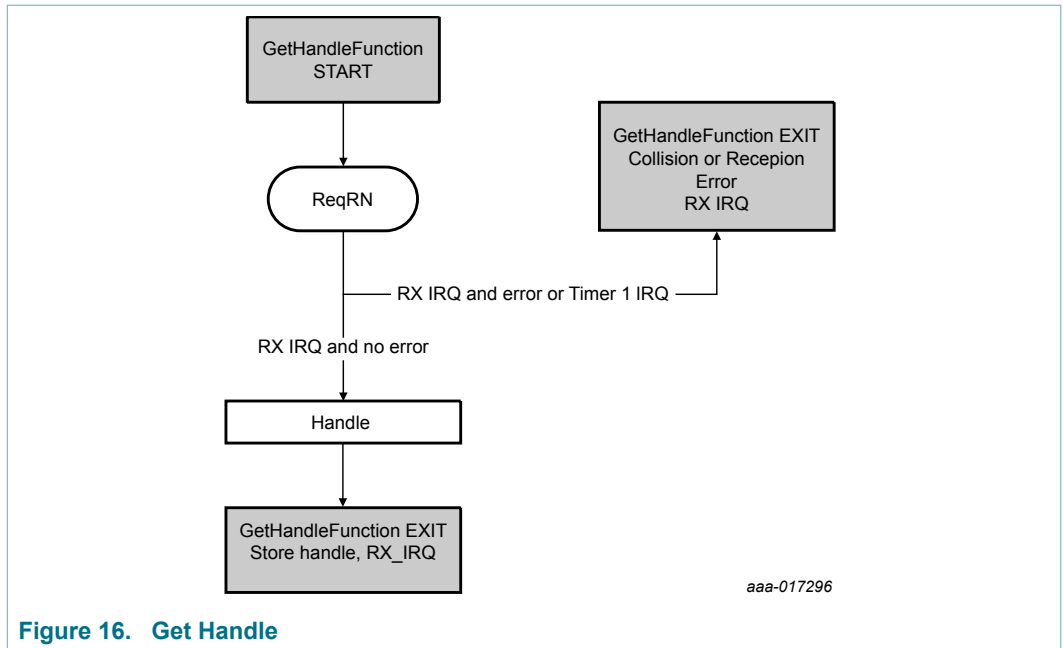 GetHandleFunction
START
GetHandleFunction EXIT
Collision or Recepion
Error
RX IRQ
ReqRN
RX IRQ and error or Timer 1 IRQ
RX IRQ and no error
Handle
GetHandleFunction EXIT
Store handle, RX_IRQ
aaa-017296
Figure 16. Get Handle